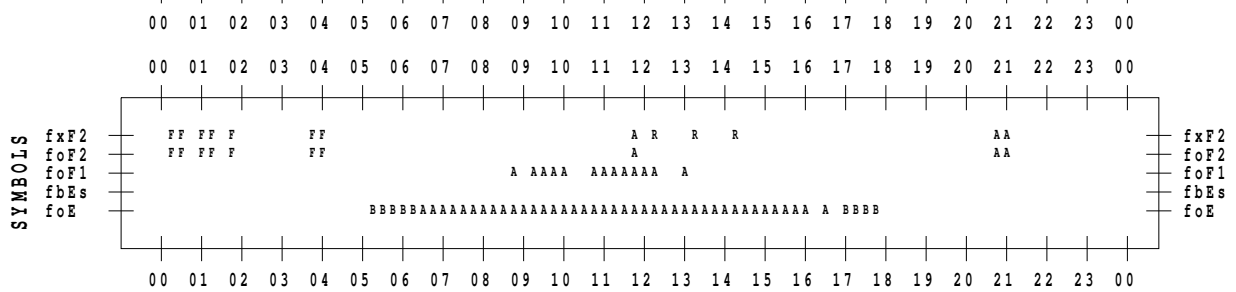 00 01 02 03 04 05 06 07 08 09 10 11 12 13 14 15 16 17 18 19 20 21 22 23 00
00 01 02 03 04 05 06 07 08 09 10 11 12 13 14 15 16 17 18 19 20 21 22 23 00
SYMBOLS
fxF2 FF FF F FF A R R R AA fxF2
foF2 FF FF F FF A AA foF2
foF1 A AAAA AAAAAAA A foF1
fbEs fbEs
foE BBBBBAAAAAAAAAAAAAAAAAAAAAAAAAAAAAAAAAAAAAAA A BBBB foE
00 01 02 03 04 05 06 07 08 09 10 11 12 13 14 15 16 17 18 19 20 21 22 23 00